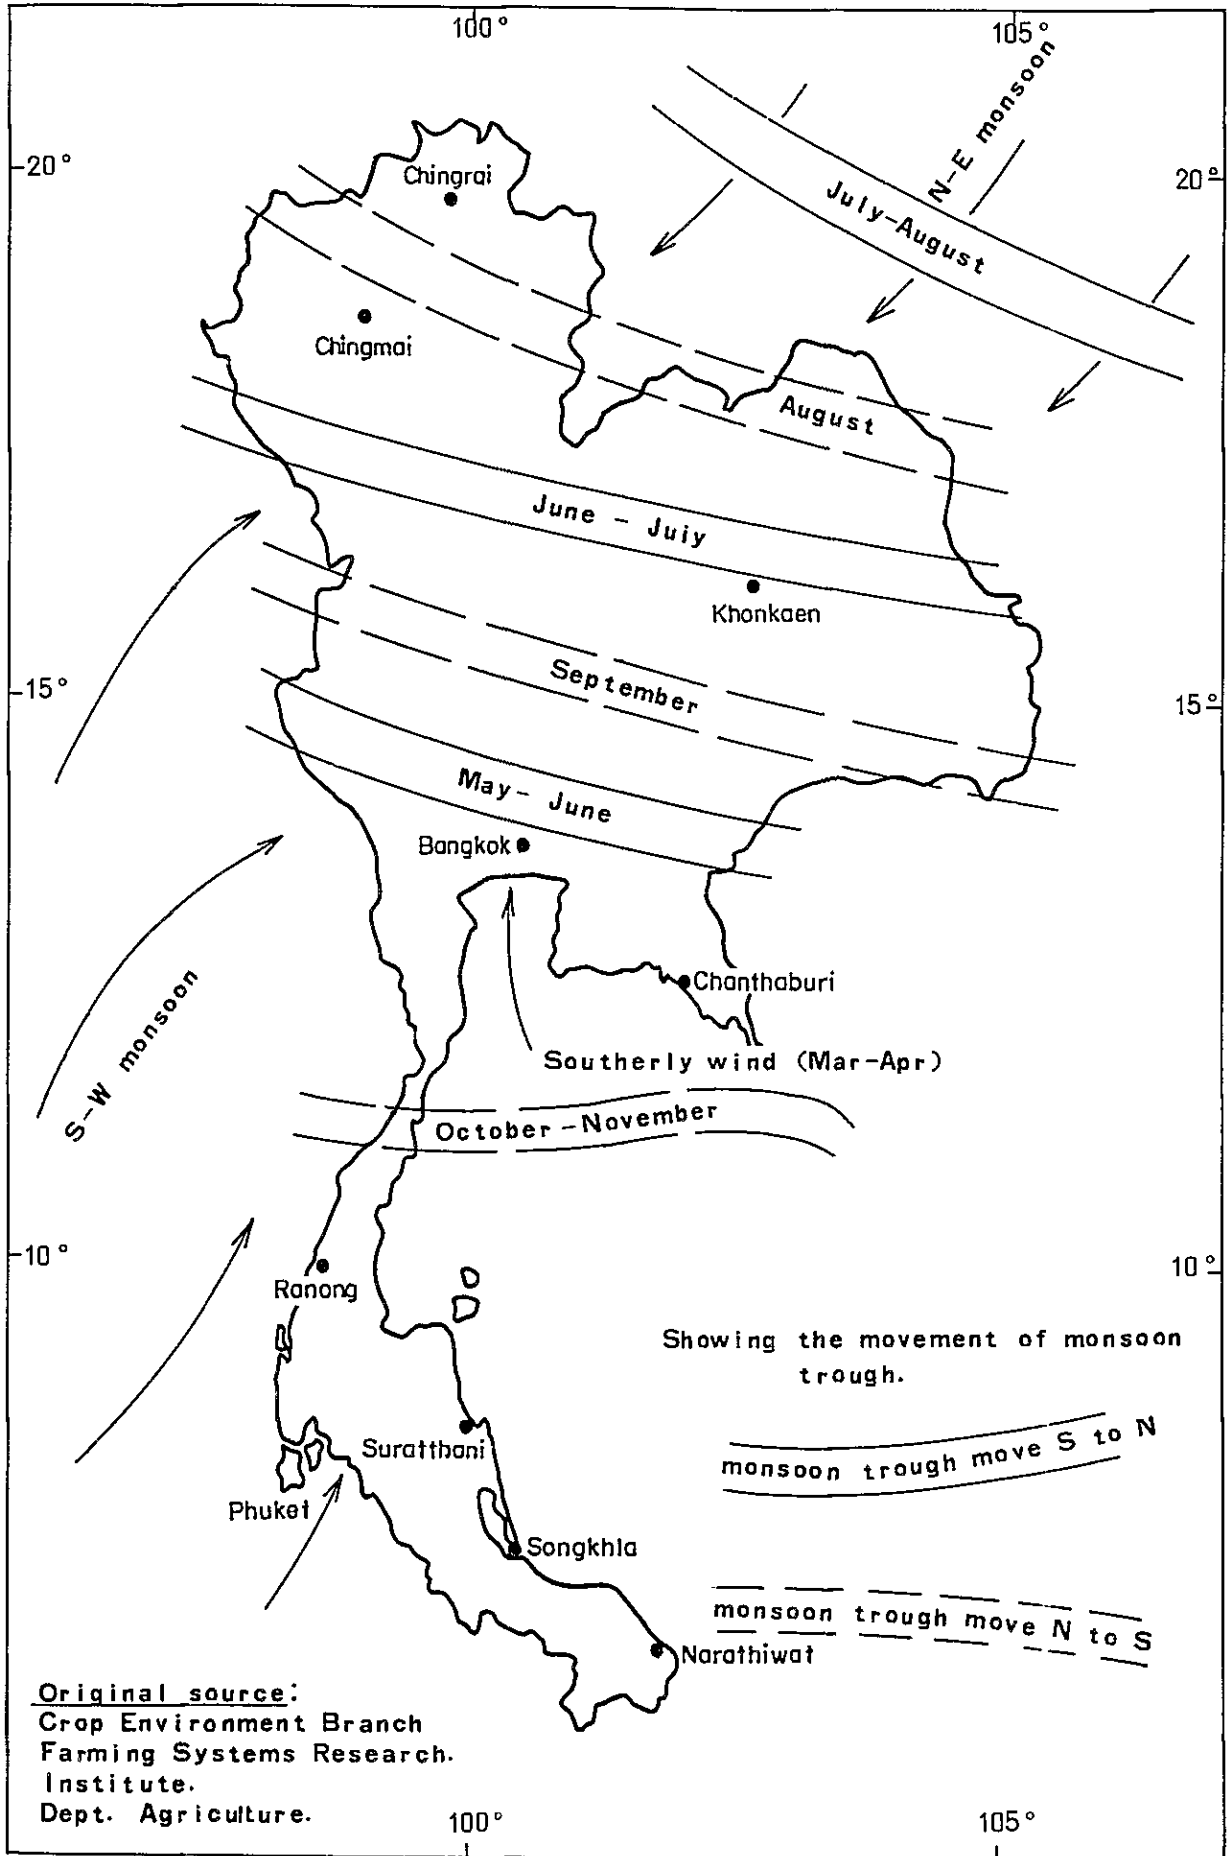 100°
105°
N-E monsoon
20°
20°
Chingrai
July-August
Chingmai
August
June - Juiy
Khonkaen
September
15°
15°
May - June
Bangkok
Chanthaburi
S-W monsoon
Southerly wind (Mar-Apr)
October - November
10°
10°
Ranong
Showing the movement of monsoon
trough.
Suratthani
monsoon trough move S to N
Phuket
Songkhla
monsoon trough move N to S
Narathiwat
Original source:
Crop Environment Branch
Farming Systems Research.
Institute.
Dept. Agriculture.
100°
105°